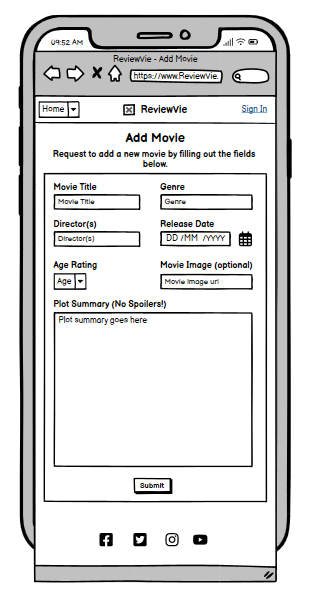 09:52 AM
ReviewVie - Add Movie
https://www.ReviewVie.
Home
ReviewVie
Sign In
Add Movie
Request to add a new movie by filling out the fields
below.
Movie Title
Genre
Movie Title
Genre
Director(s)
Release Date
Director(s)
DD /MM /YYYY
Age Rating
Movie Image (optional)
Age
Movie image url
Plot Summary (No Spoilers!)
Plot summary goes here
Submit